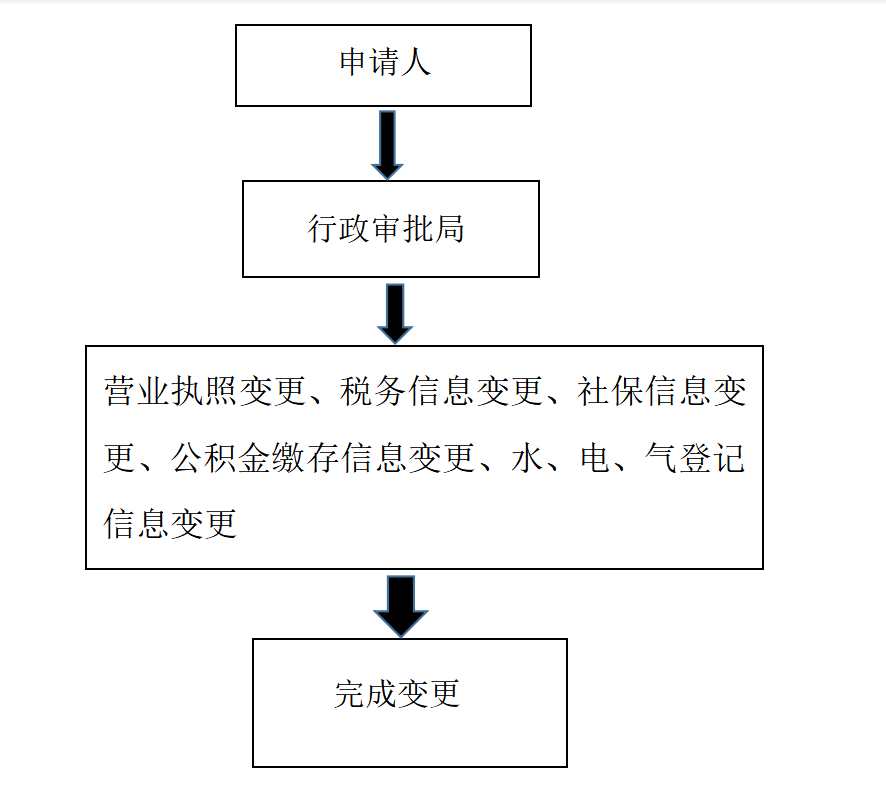 申请人
行政审批局
营业执照变更、税务信息变更、社保信息变
更、公积金缴存信息变更、水、电、气登记
信息变更
完成变更